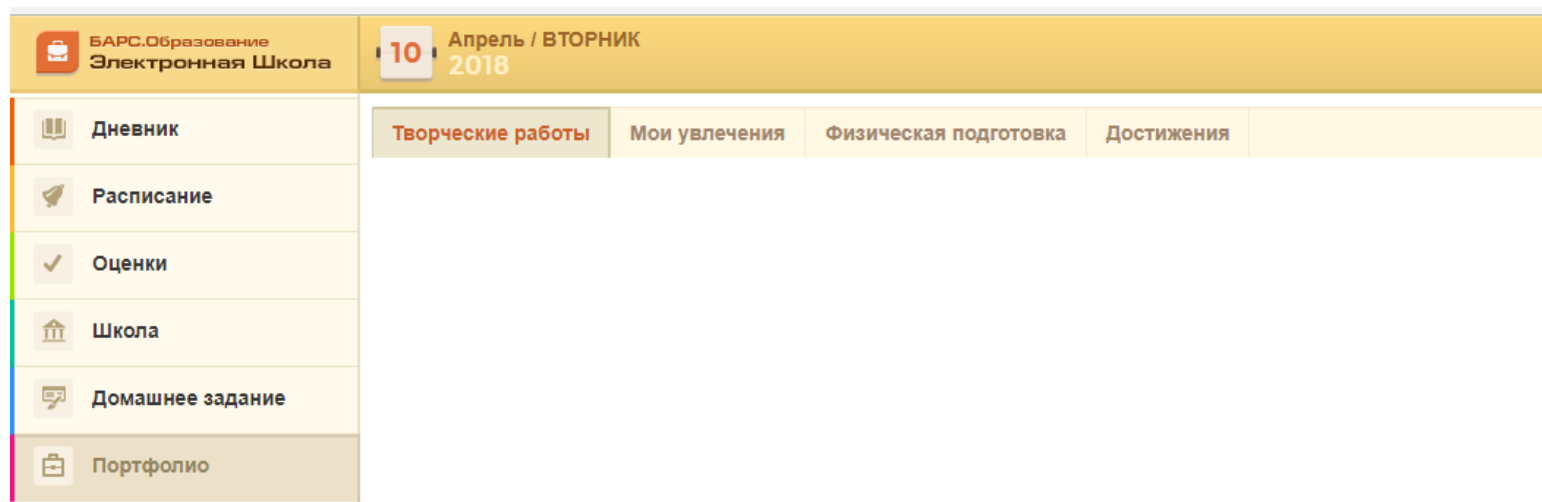 БАРС.Образование
Электронная Школа
10
Апрель / ВТОРНИК
2018
Дневник
Расписание
Оценки
Школа
Домашнее задание
Портфолио
Творческие работы Мои увлечения Физическая подготовка Достижения